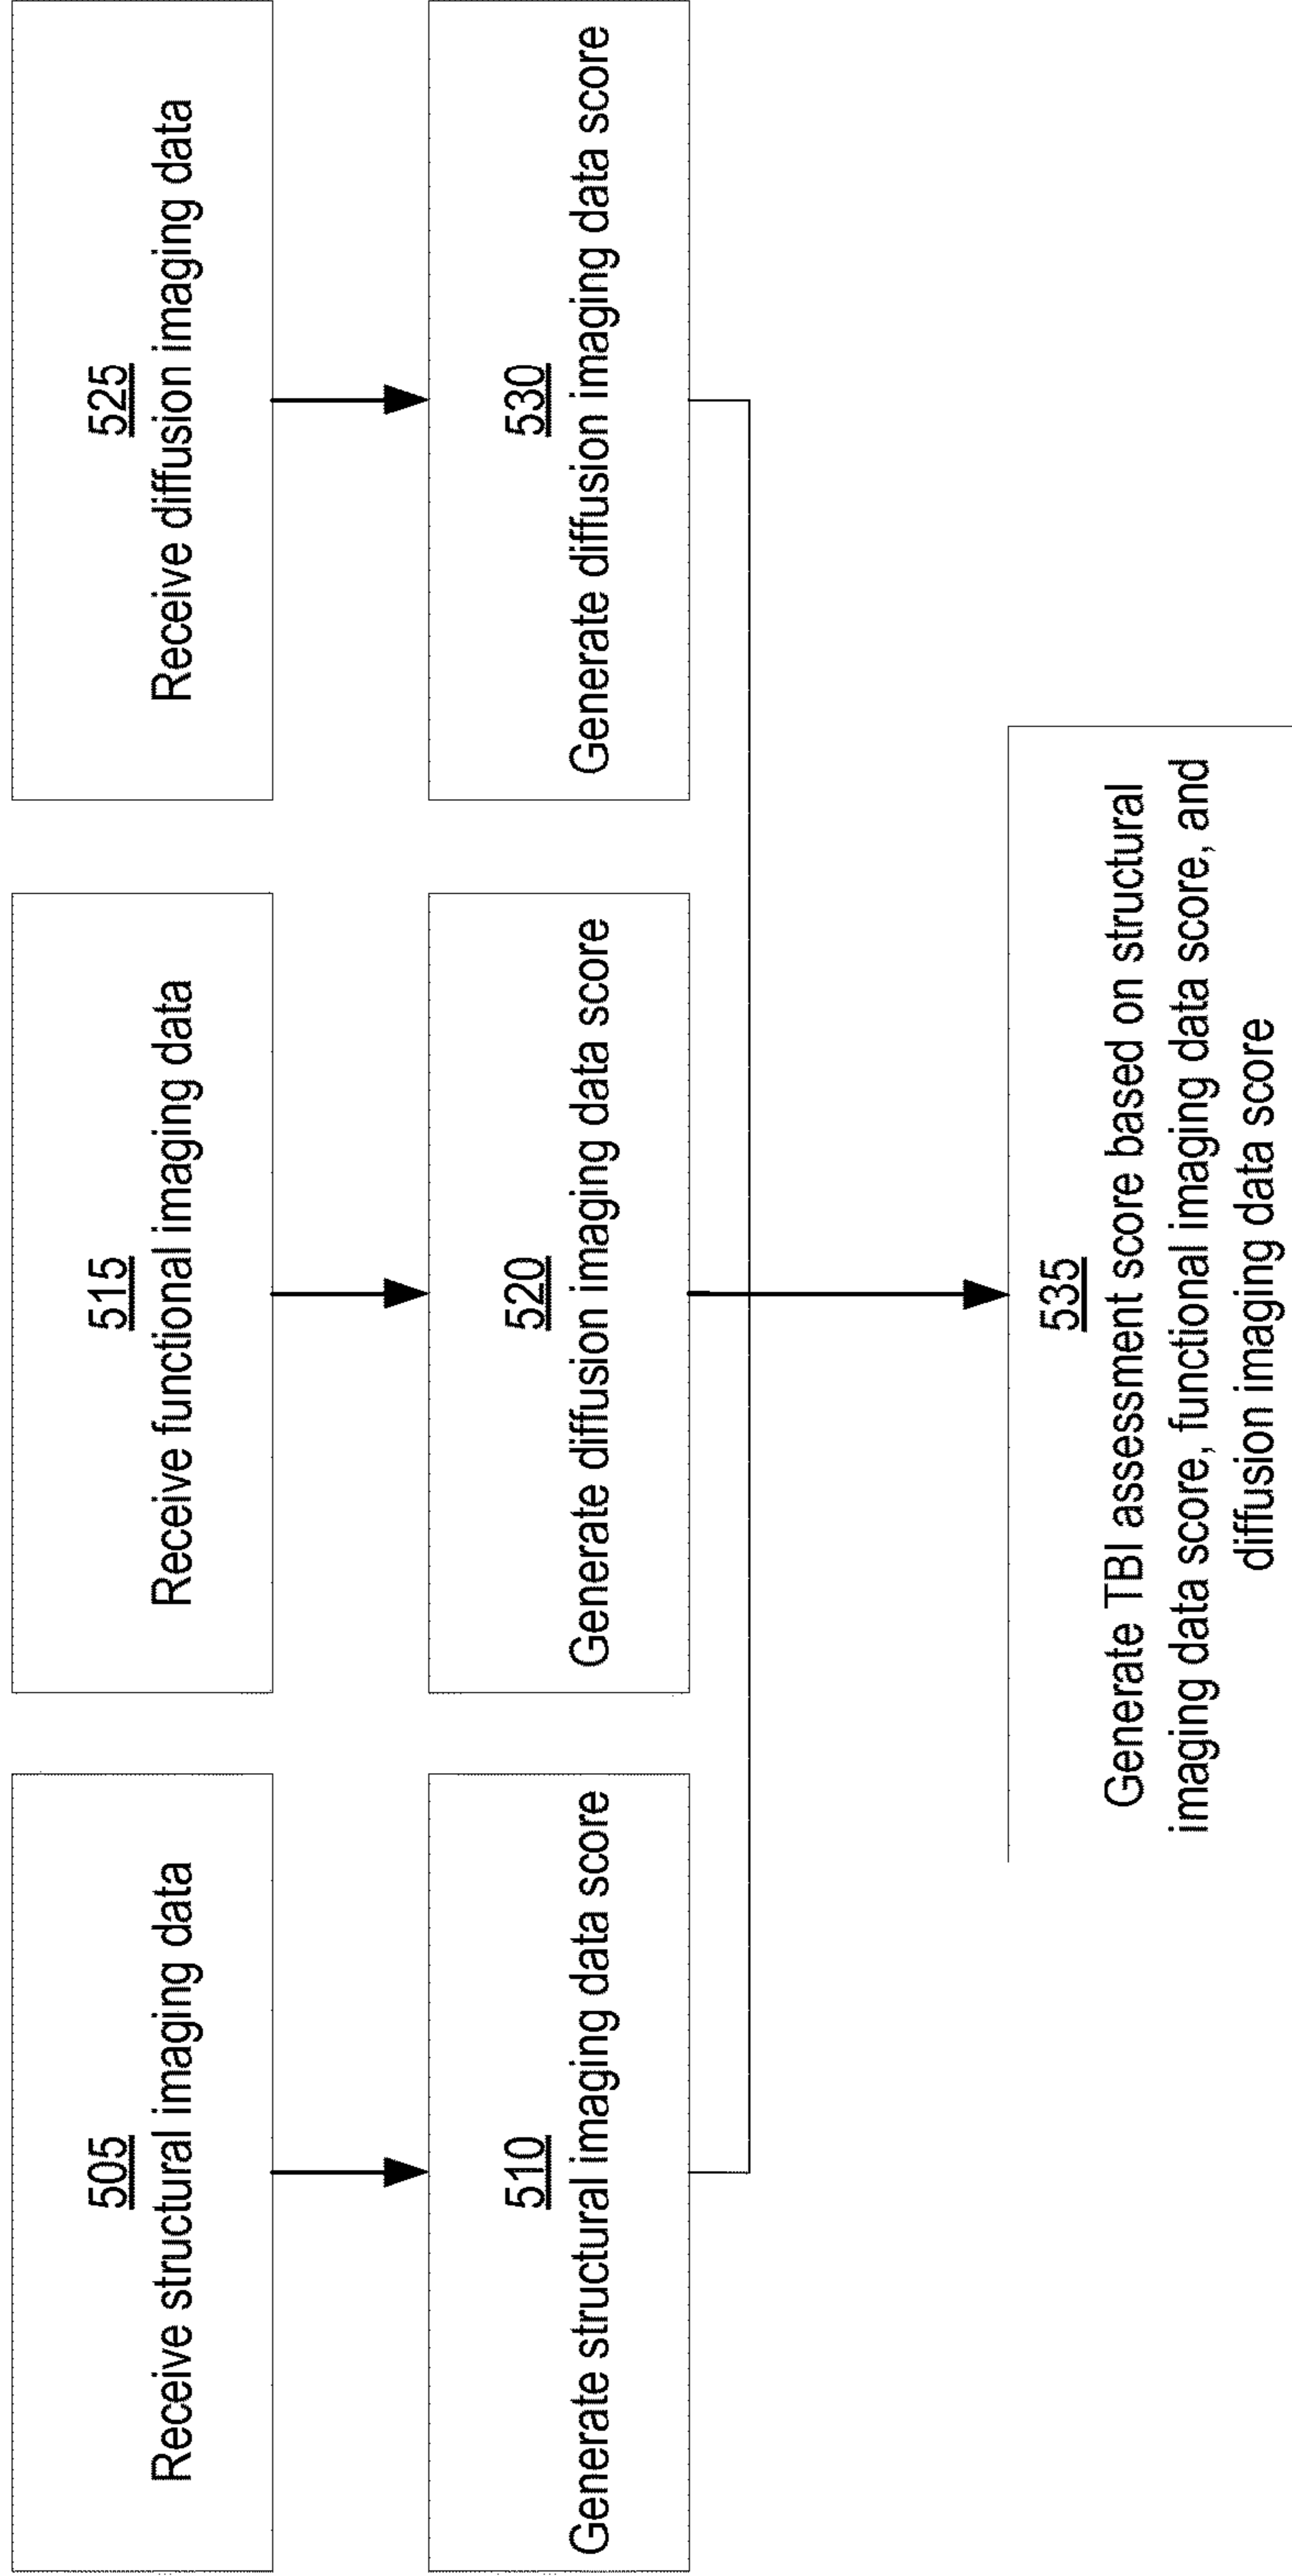 505
Receive structural imaging data
515
Receive functional imaging data
525
Receive diffusion imaging data
510
Generate structural imaging data score
520
Generate diffusion imaging data score
530
Generate diffusion imaging data score
535
Generate TBI assessment score based on structural
imaging data score, functional imaging data score, and
diffusion imaging data score